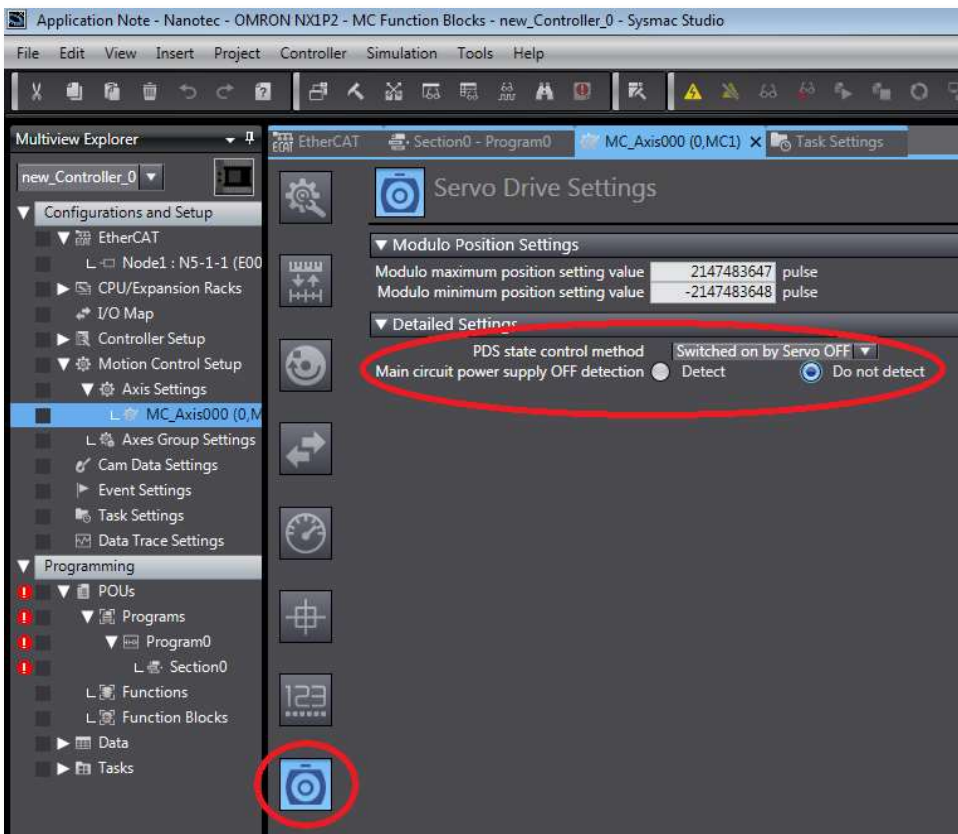 Application Note - Nanotec - OMRON NX1P2 - MC Function Blocks - new_Controller_0 - Sysmac Studio
File Edit View Insert Project Controller Simulation Tools Help
Multiview Explorer
EtherCAT Section0 - Program0 MC_Axis000 (0,MC1) Task Settings
new_Controller_0
Servo Drive Settings
Configurations and Setup
EtherCAT
Node1 : N5-1-1 (E00
CPU/Expansion Racks
I/O Map
Controller Setup
Motion Control Setup
Axis Settings
MC_Axis000 (0,M
Axes Group Settings
Cam Data Settings
Event Settings
Task Settings
Data Trace Settings
Programming
POUs
Programs
Program0
Section0
Functions
Function Blocks
Data
Tasks
123
Modulo Position Settings
Modulo maximum position setting value 2147483647 pulse
Modulo minimum position setting value -2147483648 pulse
Detailed Settings
PDS state control method Switched on by Servo OFF
Main circuit power supply OFF detection Detect Do not detect